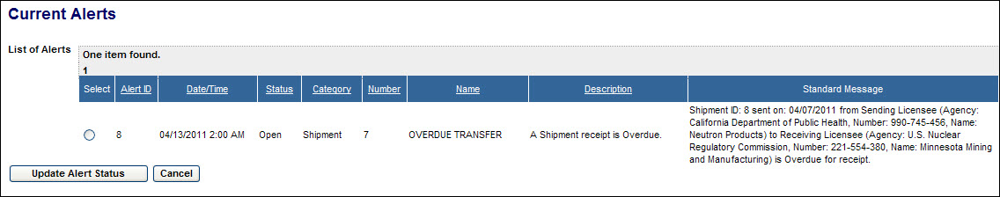 Current Alerts
List of Alerts
One item found.
1
Select Alert ID Date/Time Status Category Number Name Description Standard Message
Shipment ID: 8 sent on: 04/07/2011 from Sending Licensee (Agency:
California Department of Public Health, Number: 990-745-456, Name:
8 04/13/2011 2:00 AM Open Shipment 7 OVERDUE TRANSFER A Shipment receipt is Overdue. Neutron Products) to Receiving Licensee (Agency: U.S. Nuclear
Regulatory Commission, Number: 221-554-380, Name: Minnesota Mining
and Manufacturing) is Overdue for receipt.
Update Alert Status Cancel